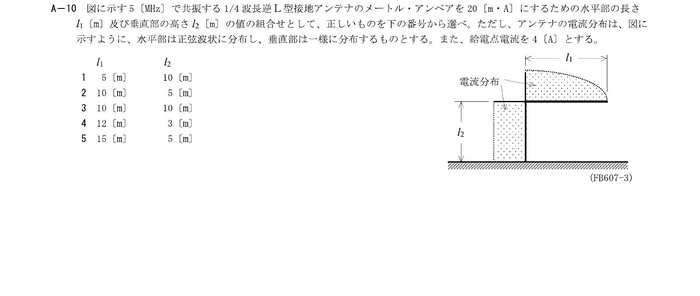 A－10 図に示す5〔MHz〕で共振する1/4波長逆L型接地アンテナのメートル・アンペアを20〔m・A〕にするための水平部の長さ
l₁〔m〕及び垂直部の高さl₂〔m〕の値の組合せとして、正しいものを下の番号から選べ。ただし、アンテナの電流分布は、図に
示すように、水平部は正弦波状に分布し、垂直部は一様に分布するものとする。また、給電点電流を4〔A〕とする。
l₁ l₂
1 5〔m〕 10〔m〕
2 10〔m〕 5〔m〕
3 10〔m〕 10〔m〕
4 12〔m〕 3〔m〕
5 15〔m〕 5〔m〕
l₁
電流分布
l₂
(FB607-3)